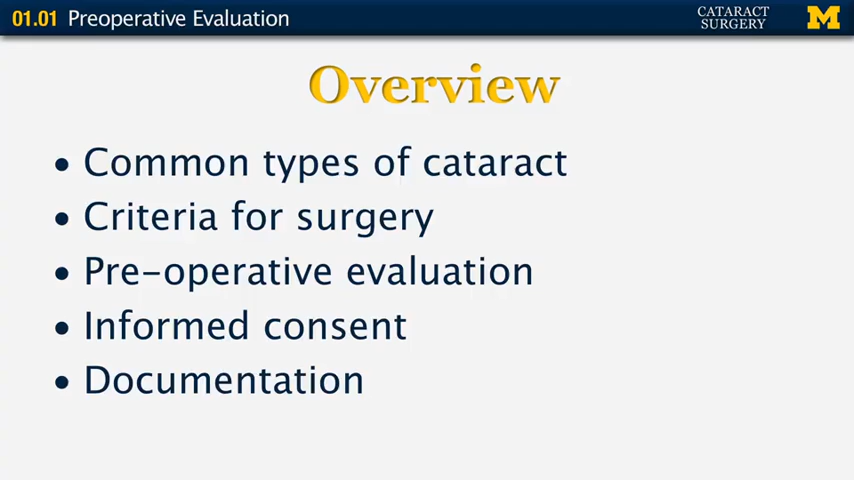 01.01 Preoperative Evaluation
CATARACT
SURGERY
M
Overview
• Common types of cataract
• Criteria for surgery
• Pre-operative evaluation
• Informed consent
• Documentation